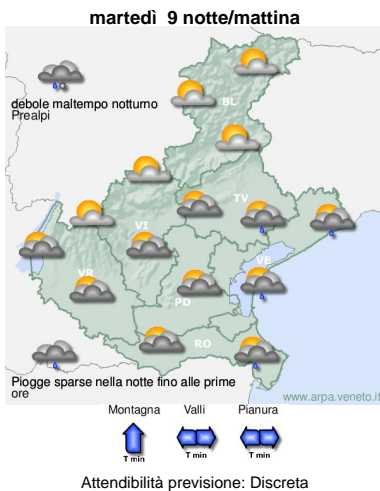 martedì 9 notte/mattina
debole maltempo notturno
Prealpi
BL
TV
VI
VE
VR
PD
RO
Piogge sparse nella notte fino alle prime
ore
www.arpa.veneto.it
Montagna Valli Pianura
T min T min T min
Attendibilità previsione: Discreta